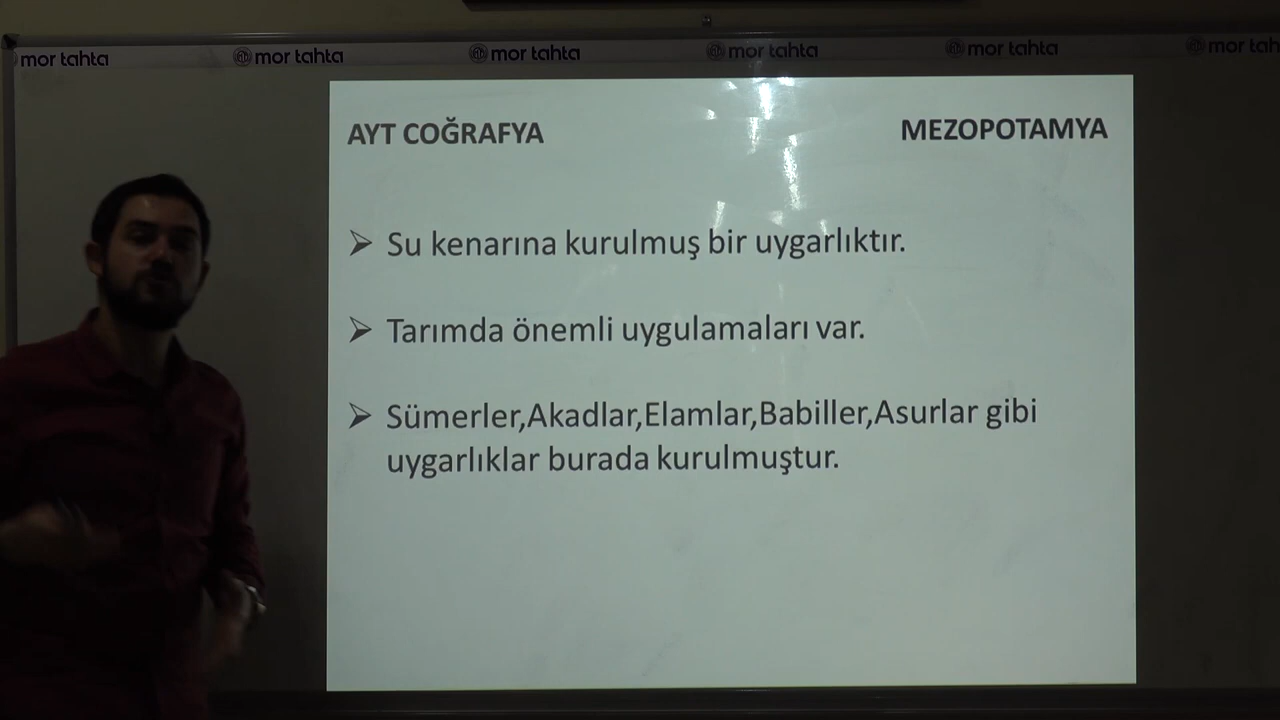 mor tahta mor tahta mor tahta mor tahta mor tahta mor tah
AYT COĞRAFYA MEZOPOTAMYA
Su kenarına kurulmuş bir uygarlıktır.
Tarımda önemli uygulamaları var.
Sümerler,Akadlar,Elamlar,Babiller,Asurlar gibi
uygarlıklar burada kurulmuştur.